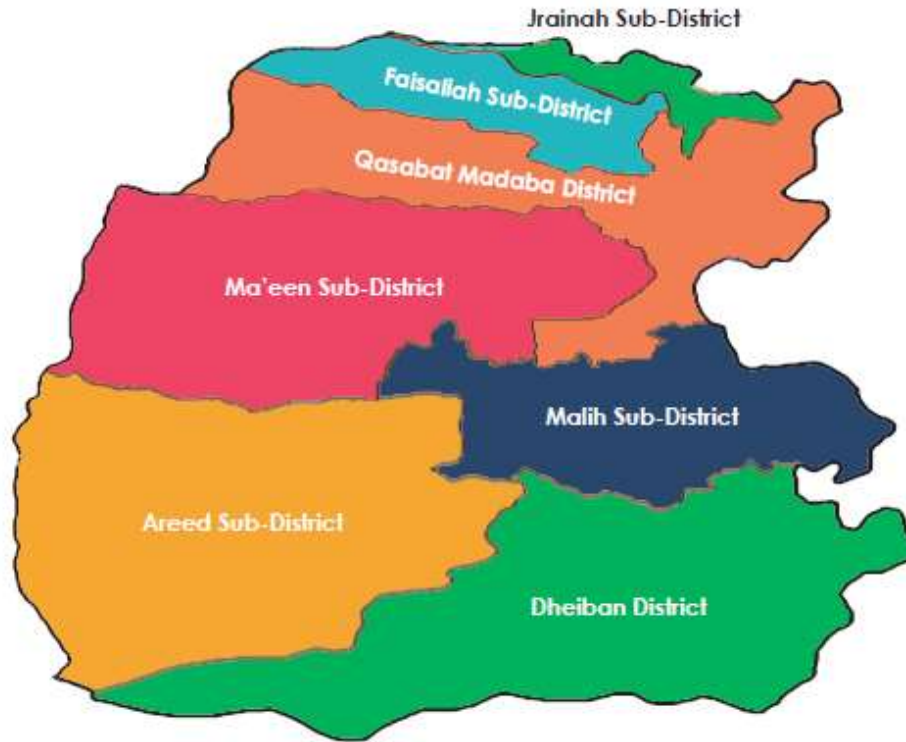 Jrainah Sub-District
Faisaliah Sub-District
Qasabat Madaba District
Ma'een Sub-District
Malih Sub-District
Areed Sub-District
Dheiban District